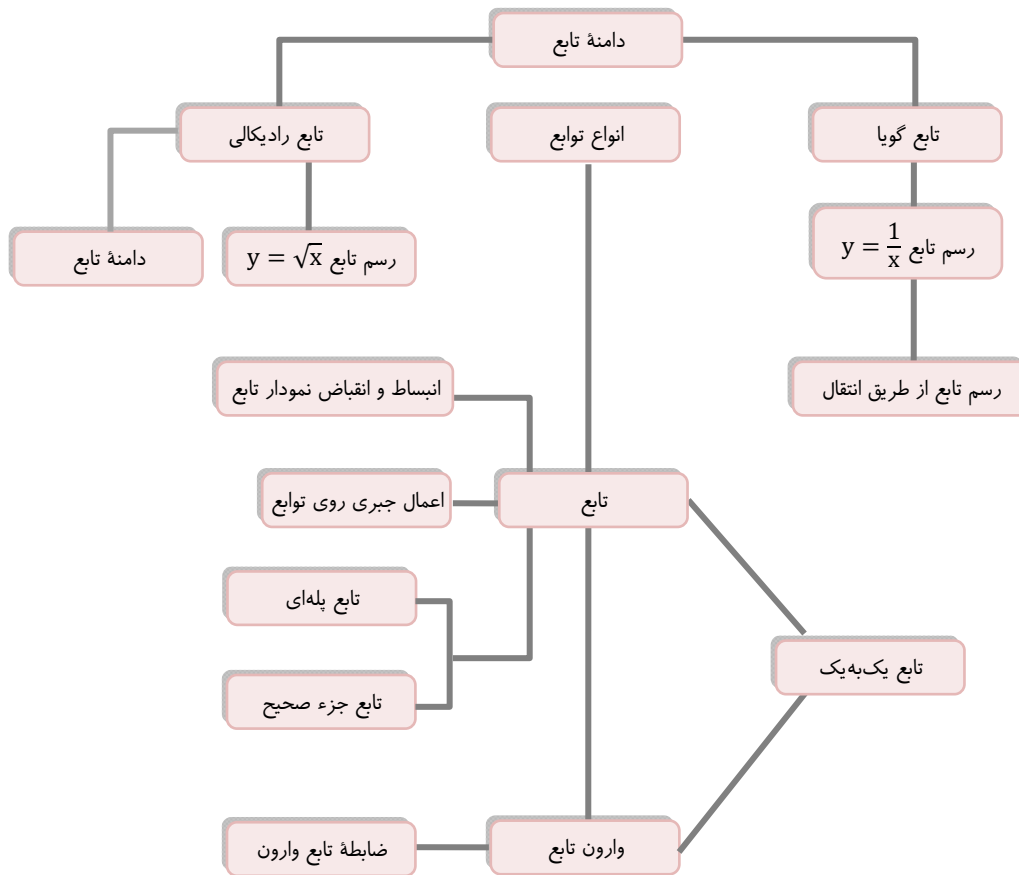 دامنهٔ تابع
تابع گویا
انواع توابع
تابع رادیکالی
رسم تابع y = 1/x
رسم تابع y = √x
دامنهٔ تابع
رسم تابع از طریق انتقال
انبساط و انقباض نمودار تابع
تابع
اعمال جبری روی توابع
تابع پله‌ای
تابع یک‌به‌یک
تابع جزء صحیح
وارون تابع
ضابطهٔ تابع وارون